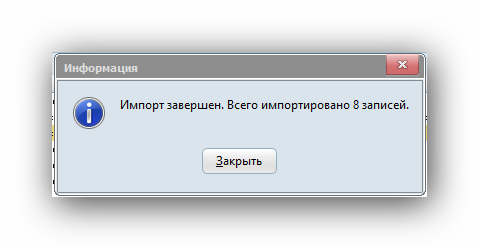 Информация
Импорт завершен. Всего импортировано 8 записей.
Закрыть